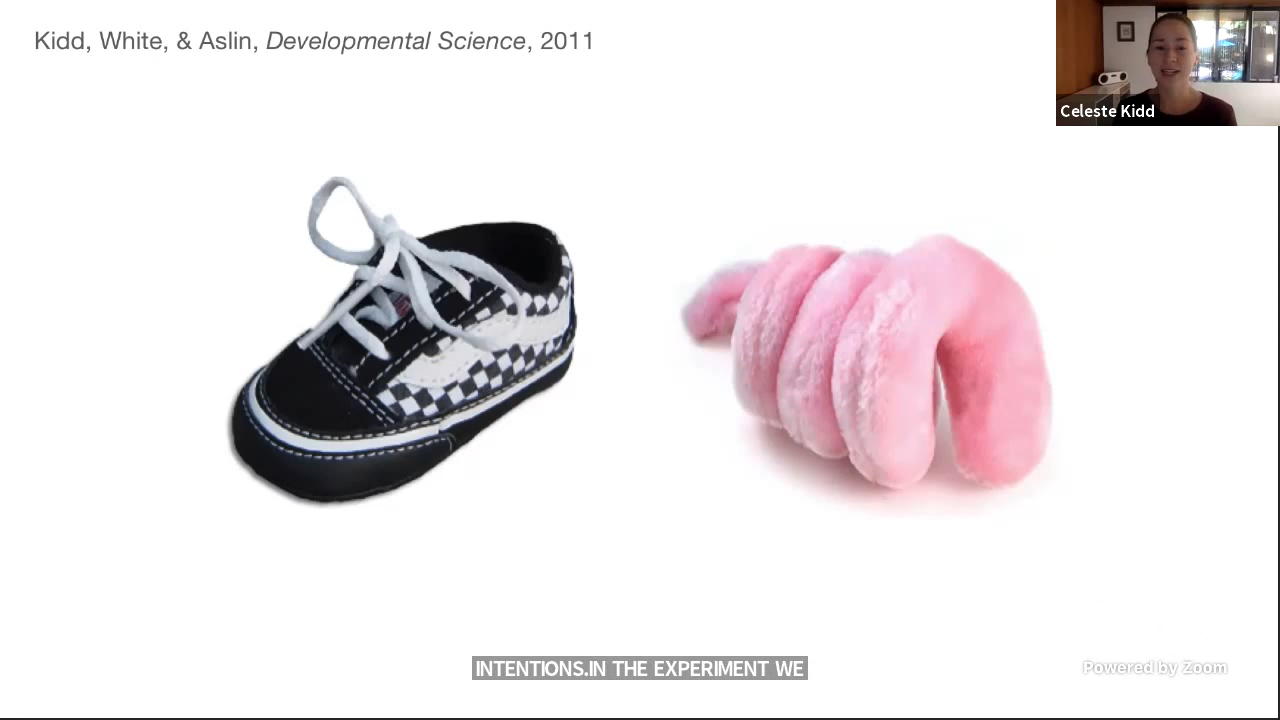 Kidd, White, & Aslin, Developmental Science, 2011
Celeste Kidd
INTENTIONS.IN THE EXPERIMENT WE
Powered by Zoom